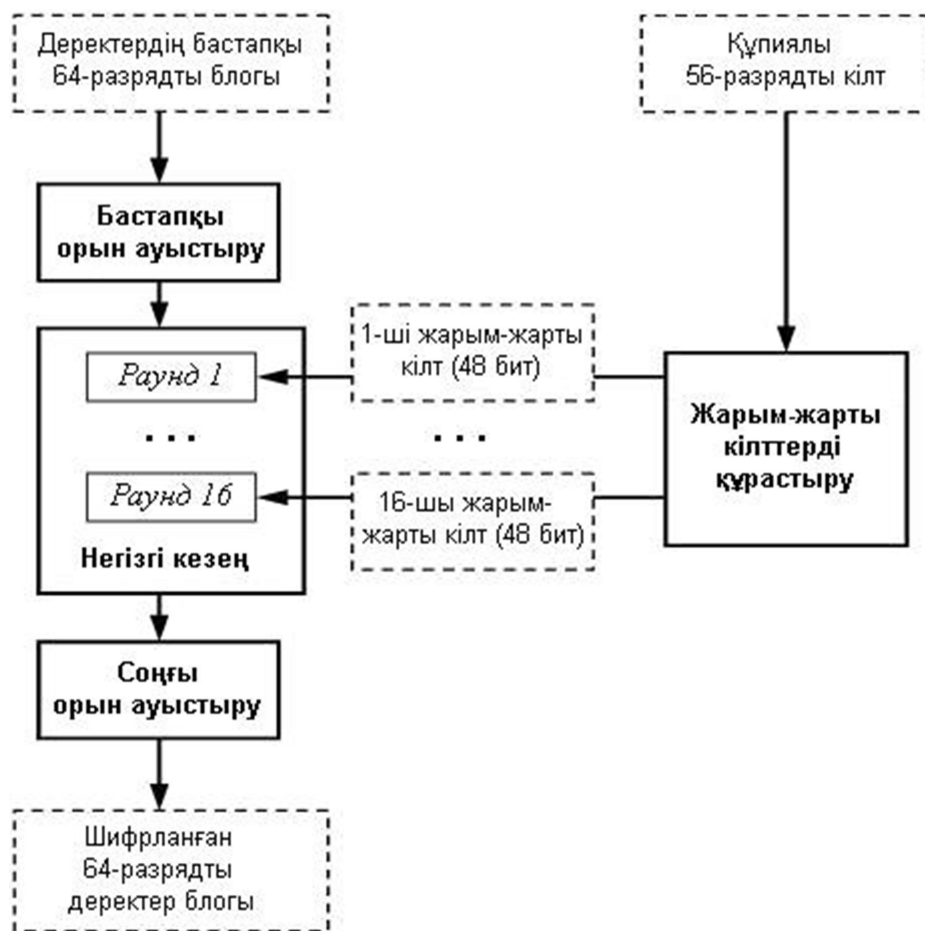 Деректердің бастапқы
64-разрядты блогы
Құпиялы
56-разрядты кілт
Бастапқы
орын ауыстыру
1-ші жарым-жарты
кілт (48 бит)
Раунд 1
Жарым-жарты
кілттерді
құрастыру
. . .
. . .
Раунд 16
16-шы жарым-
жарты кілт (48 бит)
Негізгі кезең
Соңғы
орын ауыстыру
Шифрланған
64-разрядты
деректер блогы